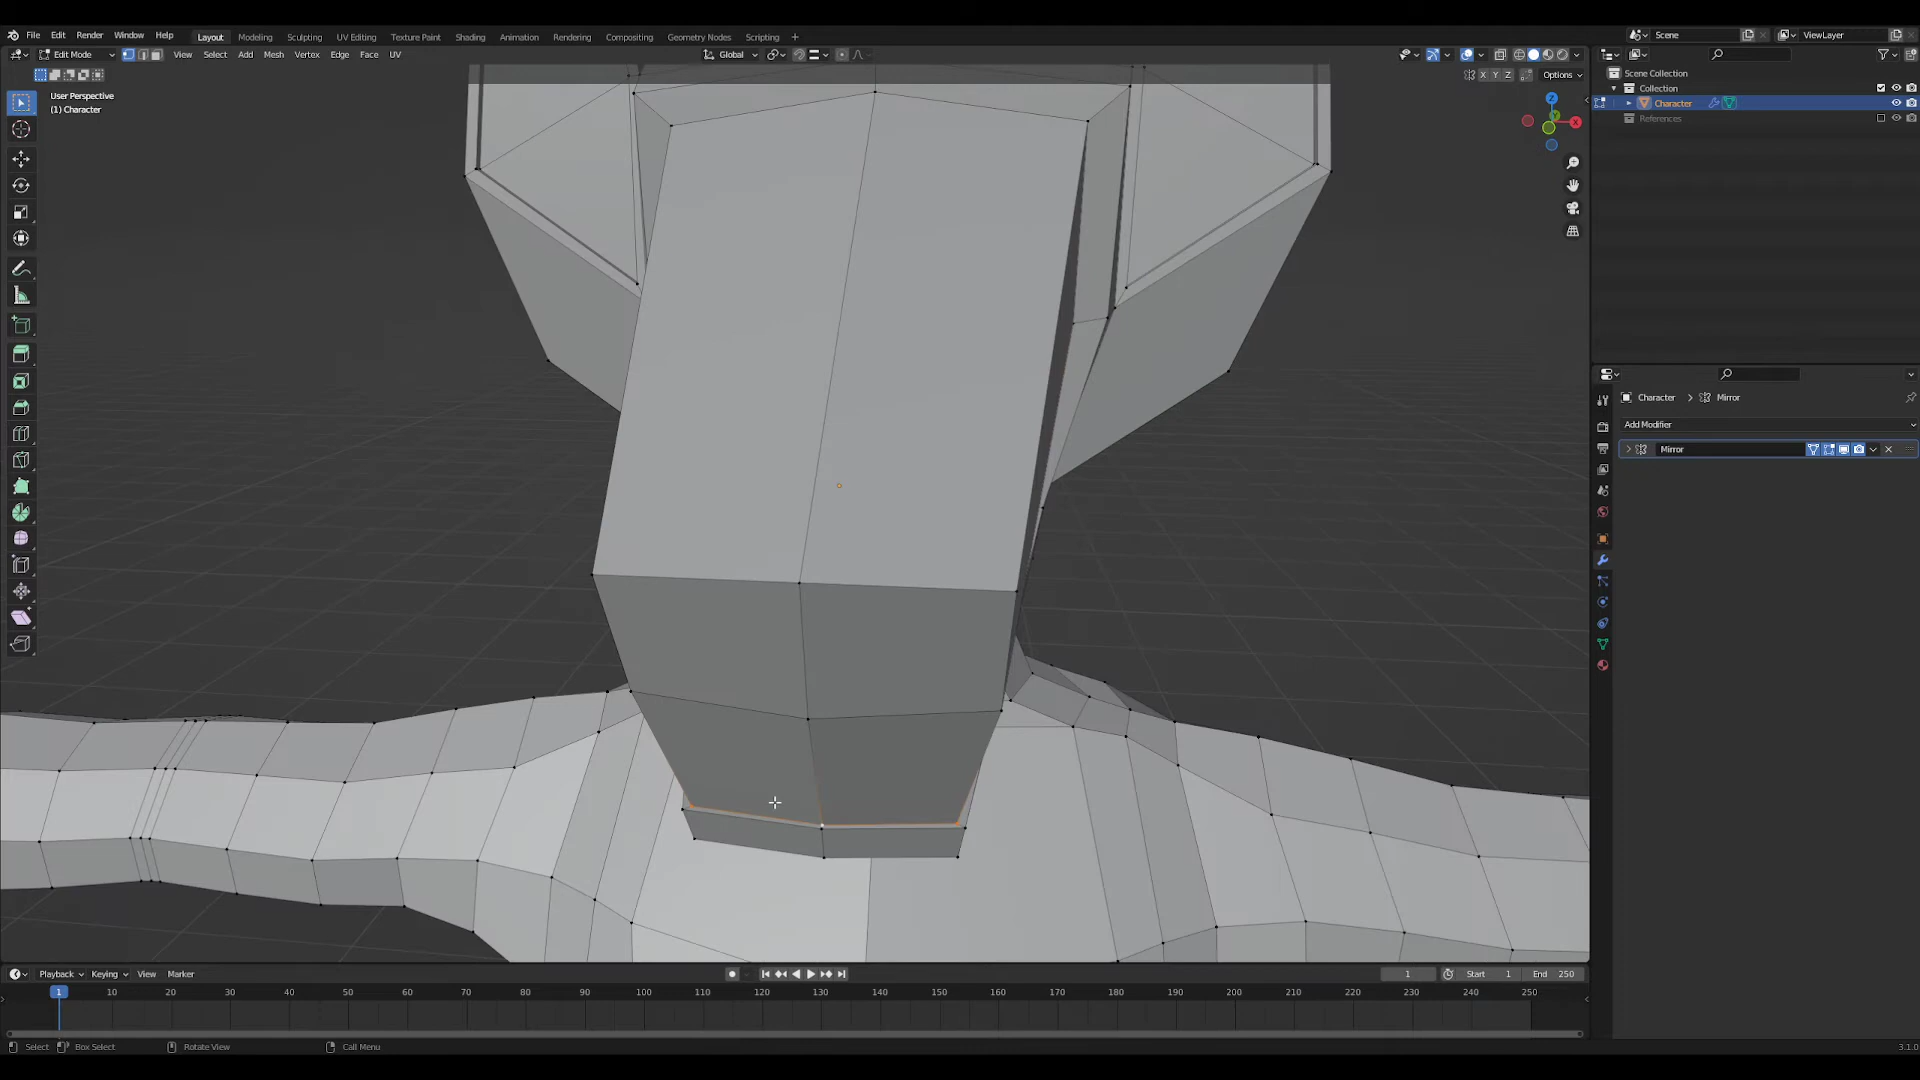 File Edit Render Window Help Layout Modeling Sculpting UV Editing Texture Paint Shading Animation Rendering Compositing Geometry Nodes Scripting + Scene ViewLayer
Edit Mode View Select Add Mesh Vertex Edge Face UV Global
X Y Z Options
User Perspective
(1) Character
Z
X
Scene Collection
Collection
Character
References
Character > Mirror
Add Modifier
Mirror
Playback Keying View Marker 1 Start 1 End 250
1 10 20 30 40 50 60 70 80 90 100 110 120 130 140 150 160 170 180 190 200 210 220 230 240 250
Select Box Select Rotate View Call Menu 3.1.0